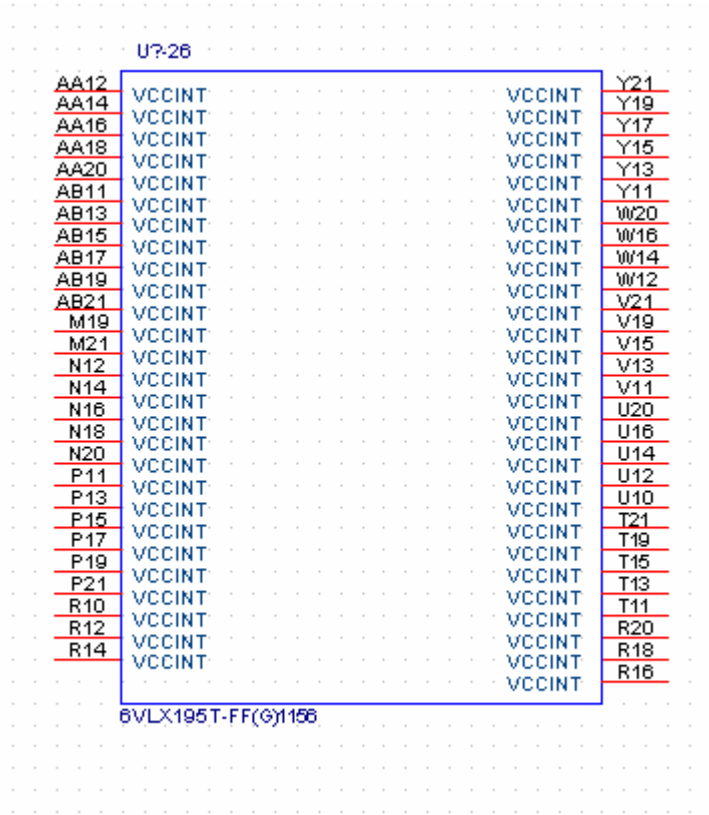 U?-26
AA12 VCCINT VCCINT Y21
AA14 VCCINT VCCINT Y19
AA16 VCCINT VCCINT Y17
AA18 VCCINT VCCINT Y15
AA20 VCCINT VCCINT Y13
AB11 VCCINT VCCINT Y11
AB13 VCCINT VCCINT W20
AB15 VCCINT VCCINT W16
AB17 VCCINT VCCINT W14
AB19 VCCINT VCCINT W12
AB21 VCCINT VCCINT V21
M19 VCCINT VCCINT V19
M21 VCCINT VCCINT V15
N12 VCCINT VCCINT V13
N14 VCCINT VCCINT V11
N16 VCCINT VCCINT U20
N18 VCCINT VCCINT U16
N20 VCCINT VCCINT U14
P11 VCCINT VCCINT U12
P13 VCCINT VCCINT U10
P15 VCCINT VCCINT T21
P17 VCCINT VCCINT T19
P19 VCCINT VCCINT T15
P21 VCCINT VCCINT T13
R10 VCCINT VCCINT T11
R12 VCCINT VCCINT R20
R14 VCCINT VCCINT R18
VCCINT R16
6VLX195T-FF(G)1156